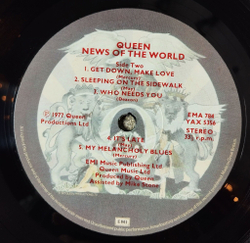 QUEEN
NEWS OF THE WORLD
Side Two
1. GET DOWN, MAKE LOVE
(Mercury)
2. SLEEPING ON THE SIDEWALK
(May)
3. WHO NEEDS YOU
(Deacon)
℗ 1977 Queen
Productions Ltd
EMA 784
YAX 5356
STEREO
33⅓ r.p.m.
4. IT'S LATE
(May)
5. MY MELANCHOLY BLUES
(Mercury)
EMI Music Publishing Ltd
Queen Music Ltd
Produced by Queen
Assisted by Mike Stone